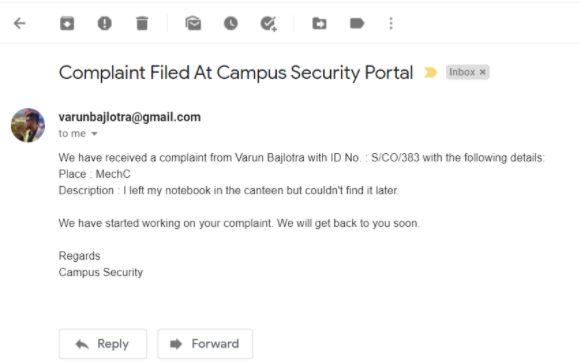 Complaint Filed At Campus Security Portal
Inbox ×
varunbajlotra@gmail.com
to me
We have received a complaint from Varun Bajlotra with ID No. : S/CO/383 with the following details:
Place : MechC
Description : I left my notebook in the canteen but couldn't find it later.
We have started working on your complaint. We will get back to you soon.
Regards
Campus Security
Reply
Forward